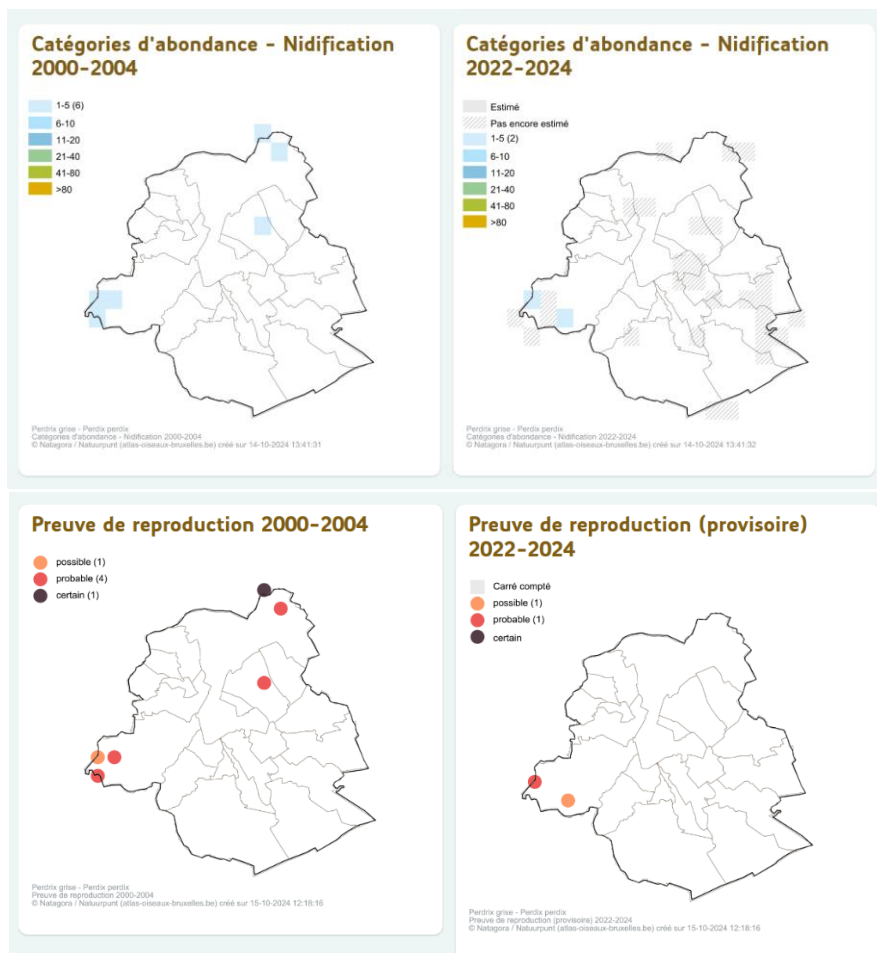 Catégories d'abondance - Nidification
2000-2004
1-5 (6)
6-10
11-20
21-40
41-80
>80
Perdrix grise - Perdix perdix
Catégories d'abondance - Nidification 2000-2004
© Natagora / Natuurpunt (atlas-oiseaux-bruxelles.be) créé sur 14-10-2024 13:41:31
Catégories d'abondance - Nidification
2022-2024
Estimé
Pas encore estimé
1-5 (2)
6-10
11-20
21-40
41-80
>80
Perdrix grise - Perdix perdix
Catégories d'abondance - Nidification 2022-2024
© Natagora / Natuurpunt (atlas-oiseaux-bruxelles.be) créé sur 14-10-2024 13:41:32
Preuve de reproduction 2000-2004
possible (1)
probable (4)
certain (1)
Perdrix grise - Perdix perdix
Preuve de reproduction 2000-2004
© Natagora / Natuurpunt (atlas-oiseaux-bruxelles.be) créé sur 15-10-2024 12:18:16
Preuve de reproduction (provisoire)
2022-2024
Carré compté
possible (1)
probable (1)
certain
Perdrix grise - Perdix perdix
Preuve de reproduction (provisoire) 2022-2024
© Natagora / Natuurpunt (atlas-oiseaux-bruxelles.be) créé sur 15-10-2024 12:18:16